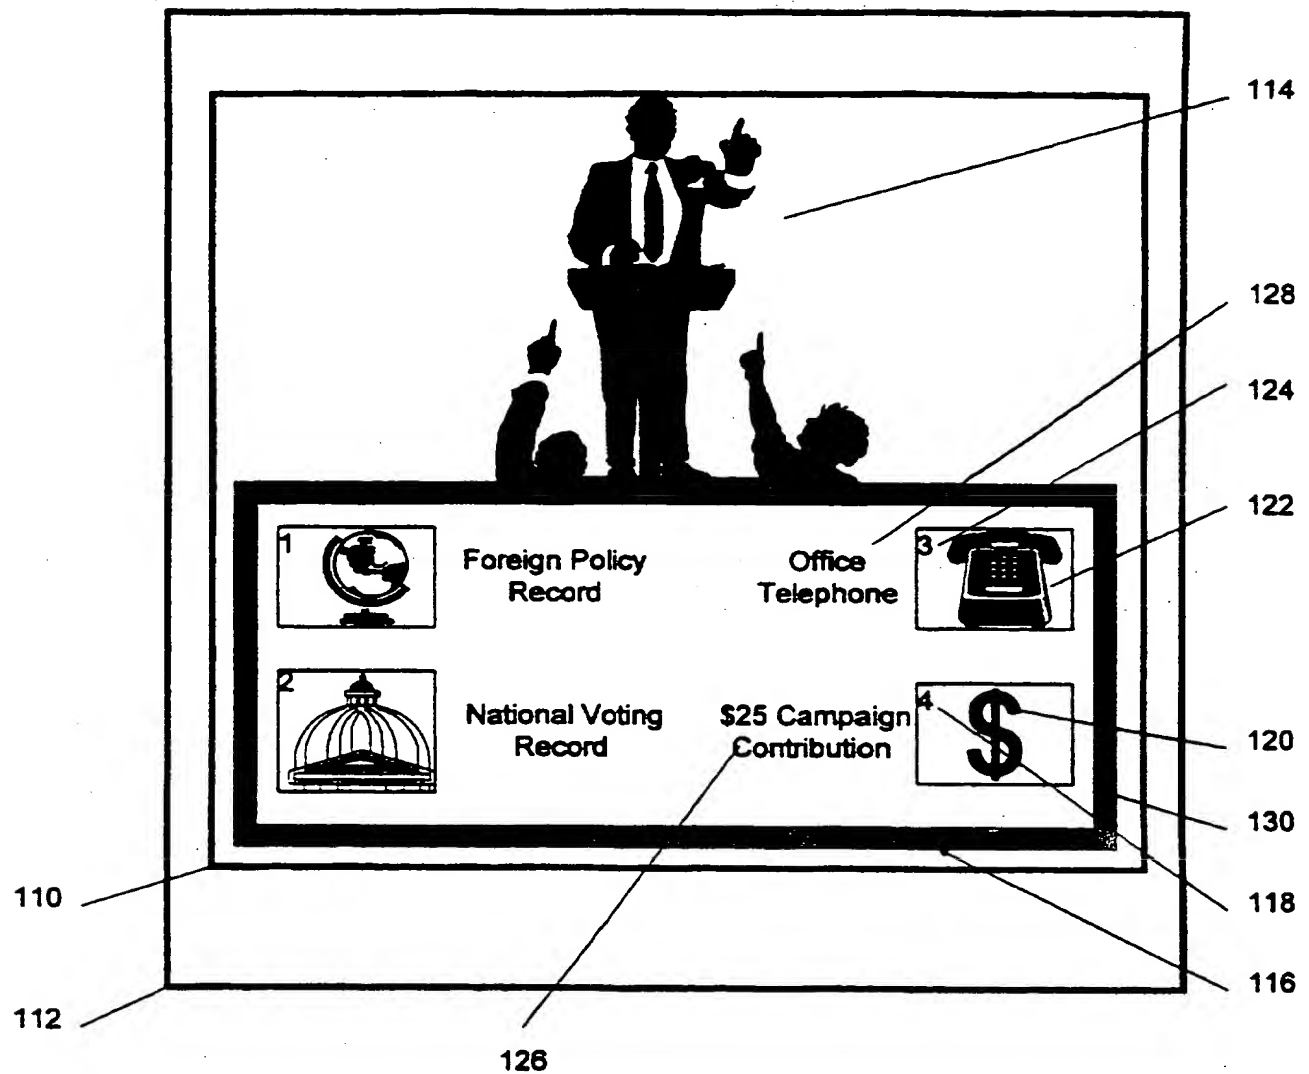 114
128
124
122
1
Foreign Policy
Record
Office
Telephone
3
2
National Voting
Record
$25 Campaign
Contribution
4
120
130
110
118
116
112
126